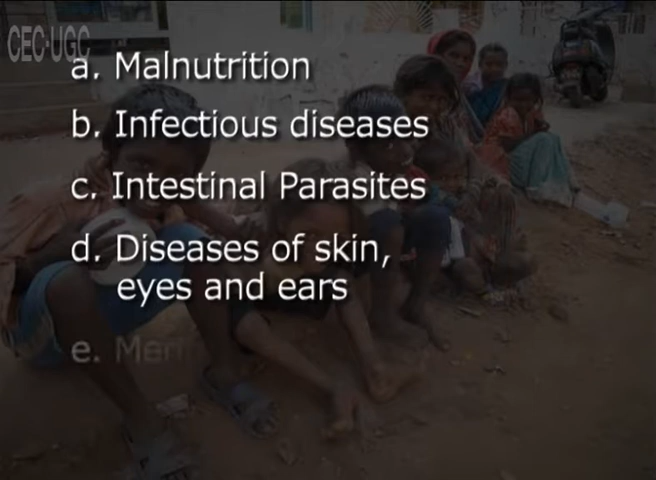 CEC-UGC
a. Malnutrition
b. Infectious diseases
c. Intestinal Parasites
d. Diseases of skin,
eyes and ears
e.